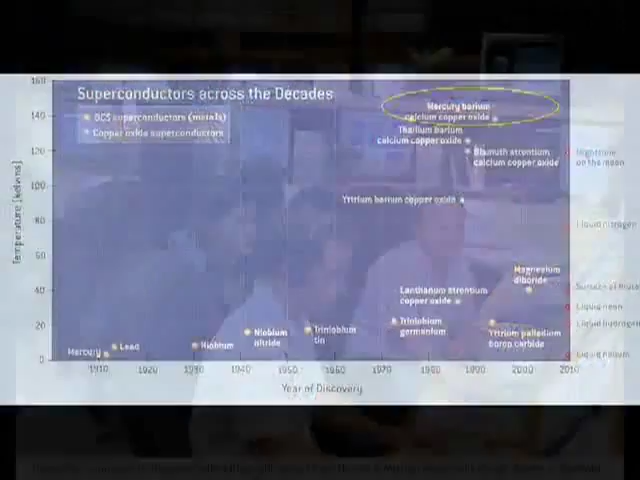 Superconductors across the Decades
BCS superconductors (metals)
Copper oxide superconductors
Temperature [kelvins]
160
140
120
100
80
60
40
20
0
Mercury barium
calcium copper oxide
Thallium barium
calcium copper oxide
Bismuth strontium
calcium copper oxide
Yttrium barium copper oxide
Magnesium
diboride
Lanthanum strontium
copper oxide
Mercury
Lead
Niobium
Niobium
nitride
Triniobium
tin
Triniobium
germanium
Yttrium palladium
boron carbide
Nighttime
on the moon
Liquid nitrogen
Surface of
Liquid neon
Liquid hydrogen
Liquid helium
1910
1920
1930
1940
1950
1960
1970
1980
1990
2000
2010
Year of Discovery